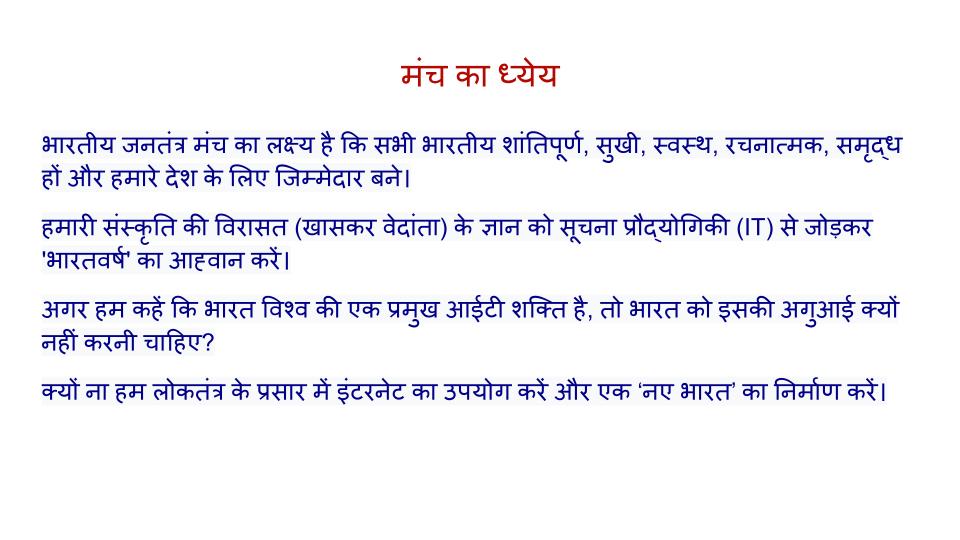 मंच का ध्येय
भारतीय जनतंत्र मंच का लक्ष्य है कि सभी भारतीय शांतिपूर्ण, सुखी, स्वस्थ, रचनात्मक, समृद्ध
हों और हमारे देश के लिए जिम्मेदार बने।
हमारी संस्कृति की विरासत (खासकर वेदांता) के ज्ञान को सूचना प्रौद्योगिकी (IT) से जोड़कर
'भारतवर्ष' का आह्वान करें।
अगर हम कहें कि भारत विश्व की एक प्रमुख आईटी शक्ति है, तो भारत को इसकी अगुआई क्यों
नहीं करनी चाहिए?
क्यों ना हम लोकतंत्र के प्रसार में इंटरनेट का उपयोग करें और एक ‘नए भारत’ का निर्माण करें।